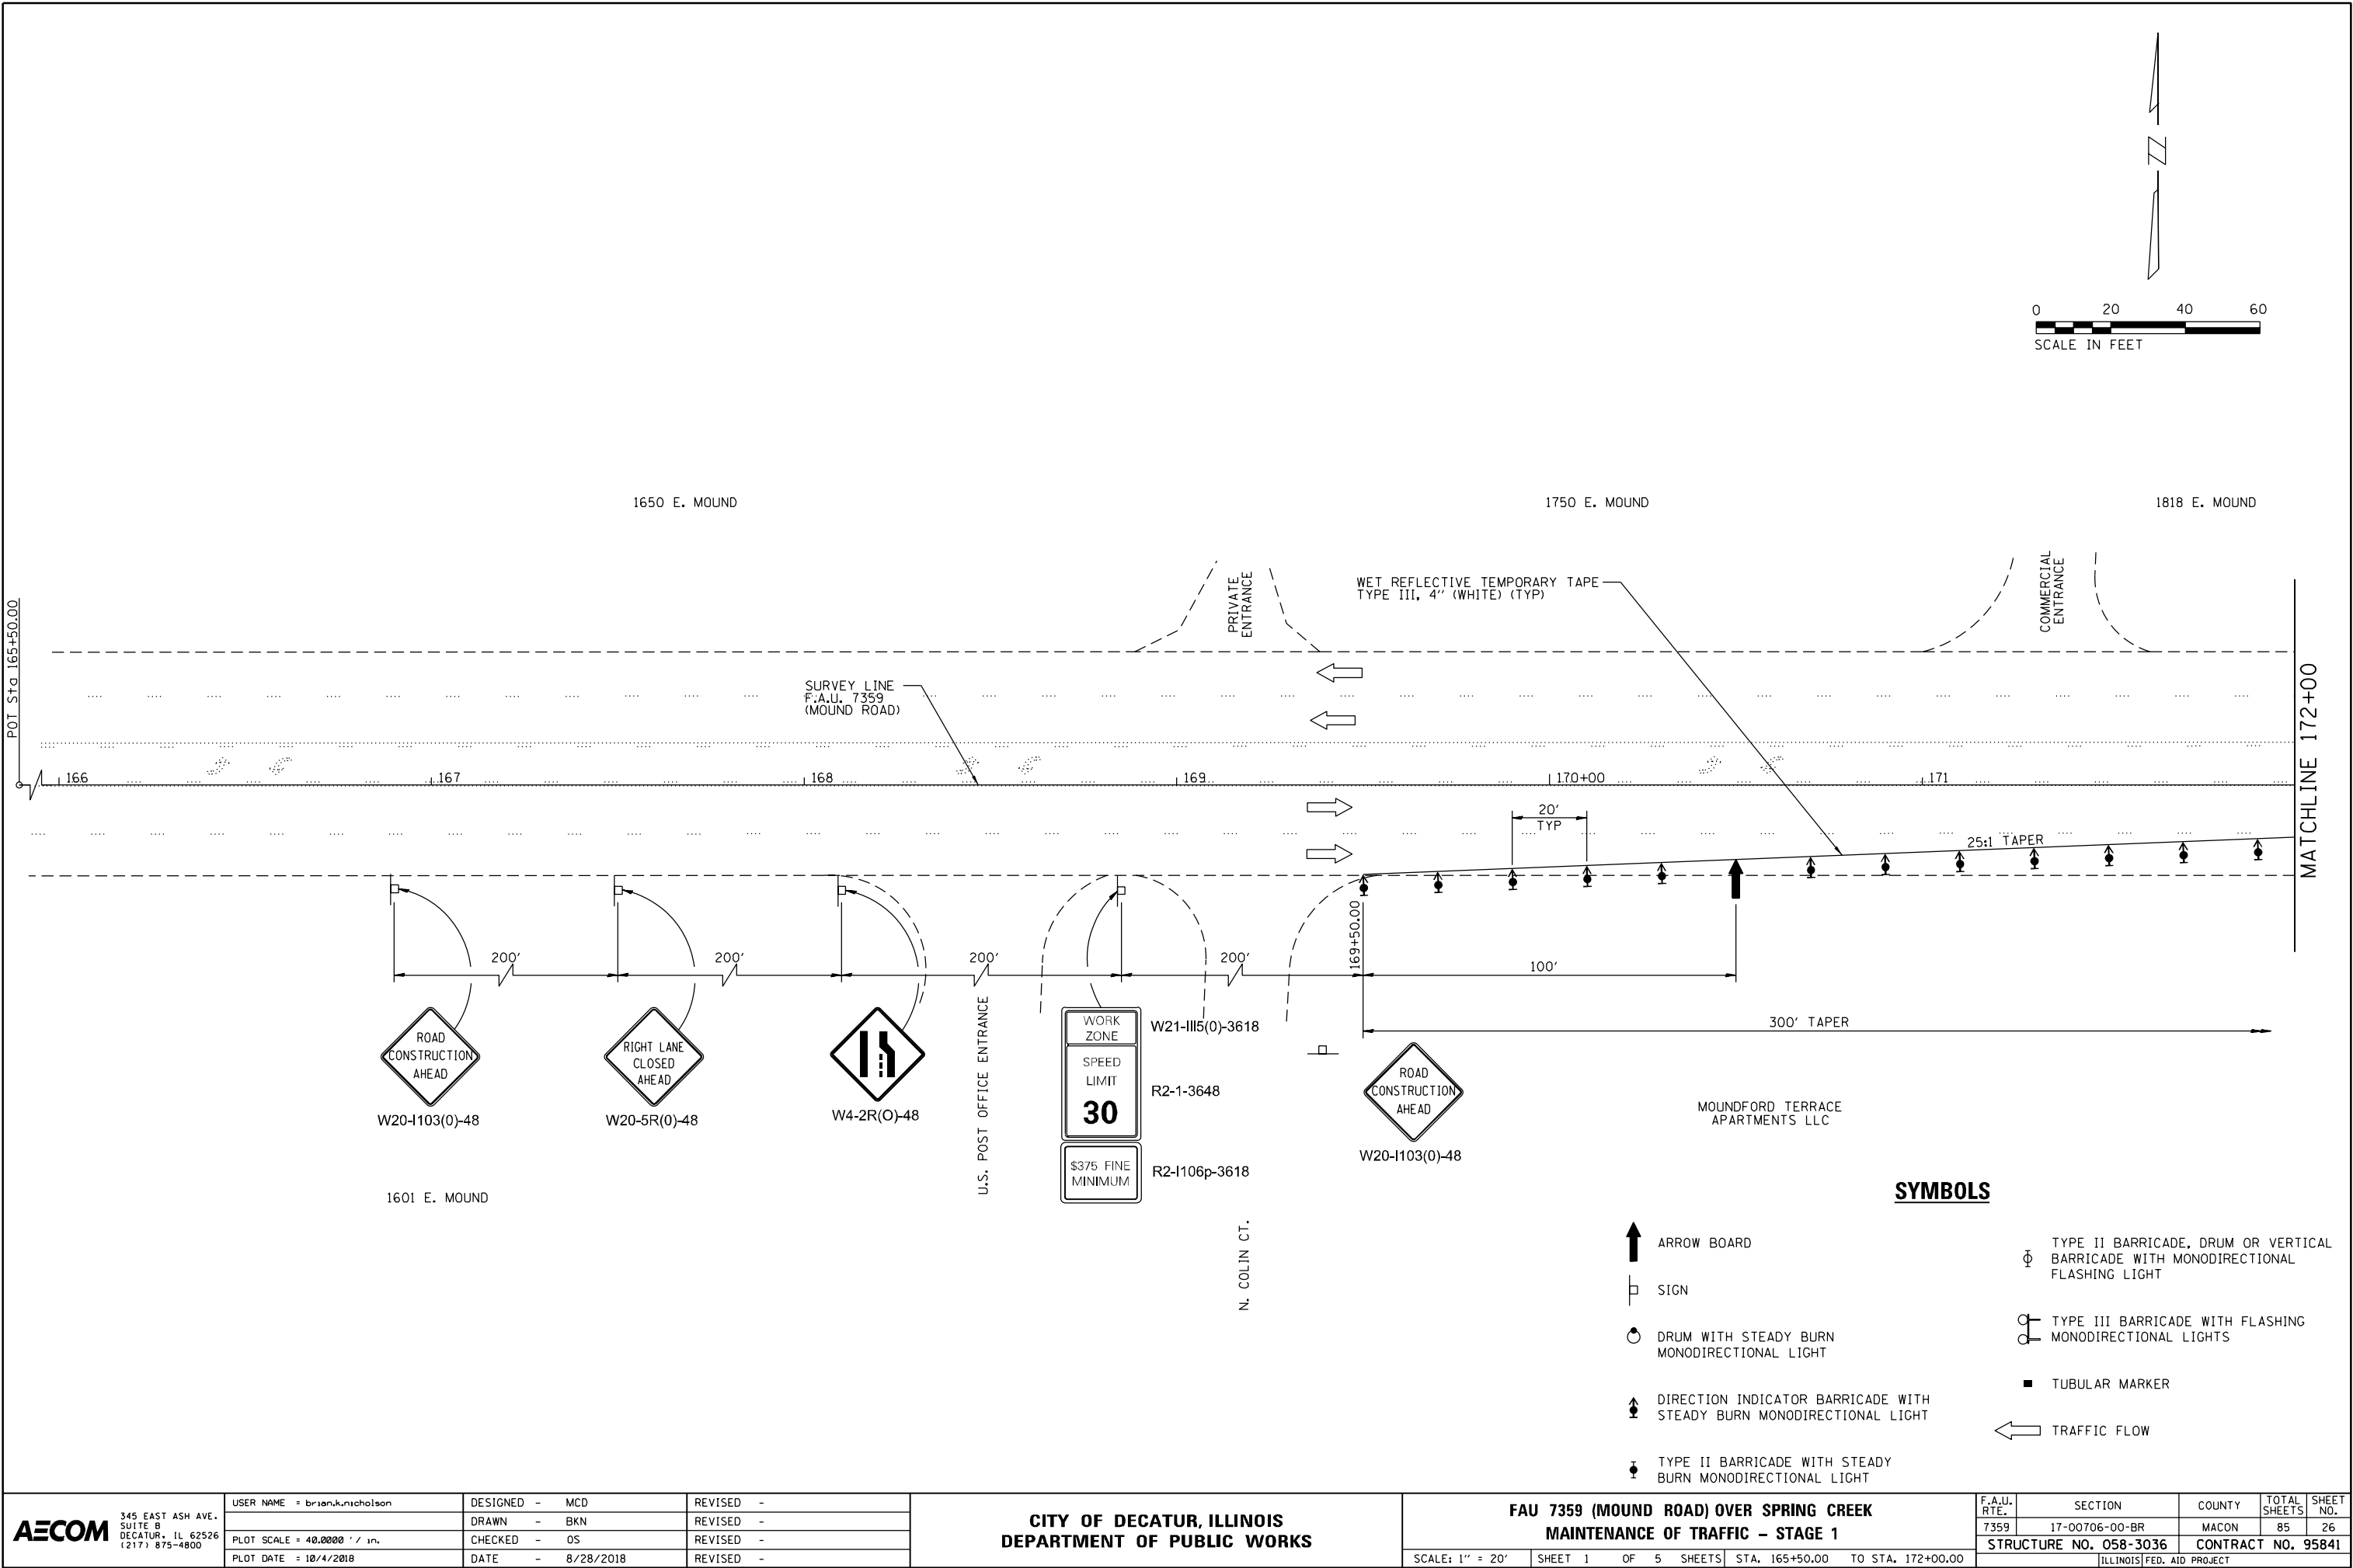 0 20 40 60
SCALE IN FEET
1650 E. MOUND
1750 E. MOUND
1818 E. MOUND
PRIVATE
ENTRANCE
WET REFLECTIVE TEMPORARY TAPE
TYPE III, 4'' (WHITE) (TYP)
COMMERCIAL
ENTRANCE
POT Sta 165+50.00
SURVEY LINE
F.A.U. 7359
(MOUND ROAD)
MATCHLINE 172+00
166 167 168 169 170+00 171
20'
TYP
25:1 TAPER
169+50.00
200' 200' 200' 200' 100'
300' TAPER
ROAD
CONSTRUCTION
AHEAD
W20-I103(0)-48
RIGHT LANE
CLOSED
AHEAD
W20-5R(0)-48
W4-2R(O)-48
U.S. POST OFFICE ENTRANCE
WORK
ZONE
W21-III5(0)-3618
SPEED
LIMIT
30
R2-1-3648
$375 FINE
MINIMUM
R2-I106p-3618
ROAD
CONSTRUCTION
AHEAD
W20-I103(0)-48
MOUNDFORD TERRACE
APARTMENTS LLC
1601 E. MOUND
N. COLIN CT.
SYMBOLS
ARROW BOARD
SIGN
DRUM WITH STEADY BURN
MONODIRECTIONAL LIGHT
DIRECTION INDICATOR BARRICADE WITH
STEADY BURN MONODIRECTIONAL LIGHT
TYPE II BARRICADE WITH STEADY
BURN MONODIRECTIONAL LIGHT
TYPE II BARRICADE, DRUM OR VERTICAL
BARRICADE WITH MONODIRECTIONAL
FLASHING LIGHT
TYPE III BARRICADE WITH FLASHING
MONODIRECTIONAL LIGHTS
TUBULAR MARKER
TRAFFIC FLOW
AECOM
345 EAST ASH AVE.
SUITE B
DECATUR, IL 62526
(217) 875-4800
USER NAME = brian.k.nicholson
PLOT SCALE = 40.0000 ' / in.
PLOT DATE = 10/4/2018
DESIGNED - MCD
DRAWN - BKN
CHECKED - OS
DATE - 8/28/2018
REVISED -
REVISED -
REVISED -
REVISED -
CITY OF DECATUR, ILLINOIS
DEPARTMENT OF PUBLIC WORKS
FAU 7359 (MOUND ROAD) OVER SPRING CREEK
MAINTENANCE OF TRAFFIC – STAGE 1
SCALE: 1'' = 20' SHEET 1 OF 5 SHEETS STA. 165+50.00 TO STA. 172+00.00
F.A.U.
RTE.
SECTION
COUNTY
TOTAL
SHEETS
SHEET
NO.
7359 17-00706-00-BR MACON 85 26
STRUCTURE NO. 058-3036 CONTRACT NO. 95841
ILLINOIS FED. AID PROJECT